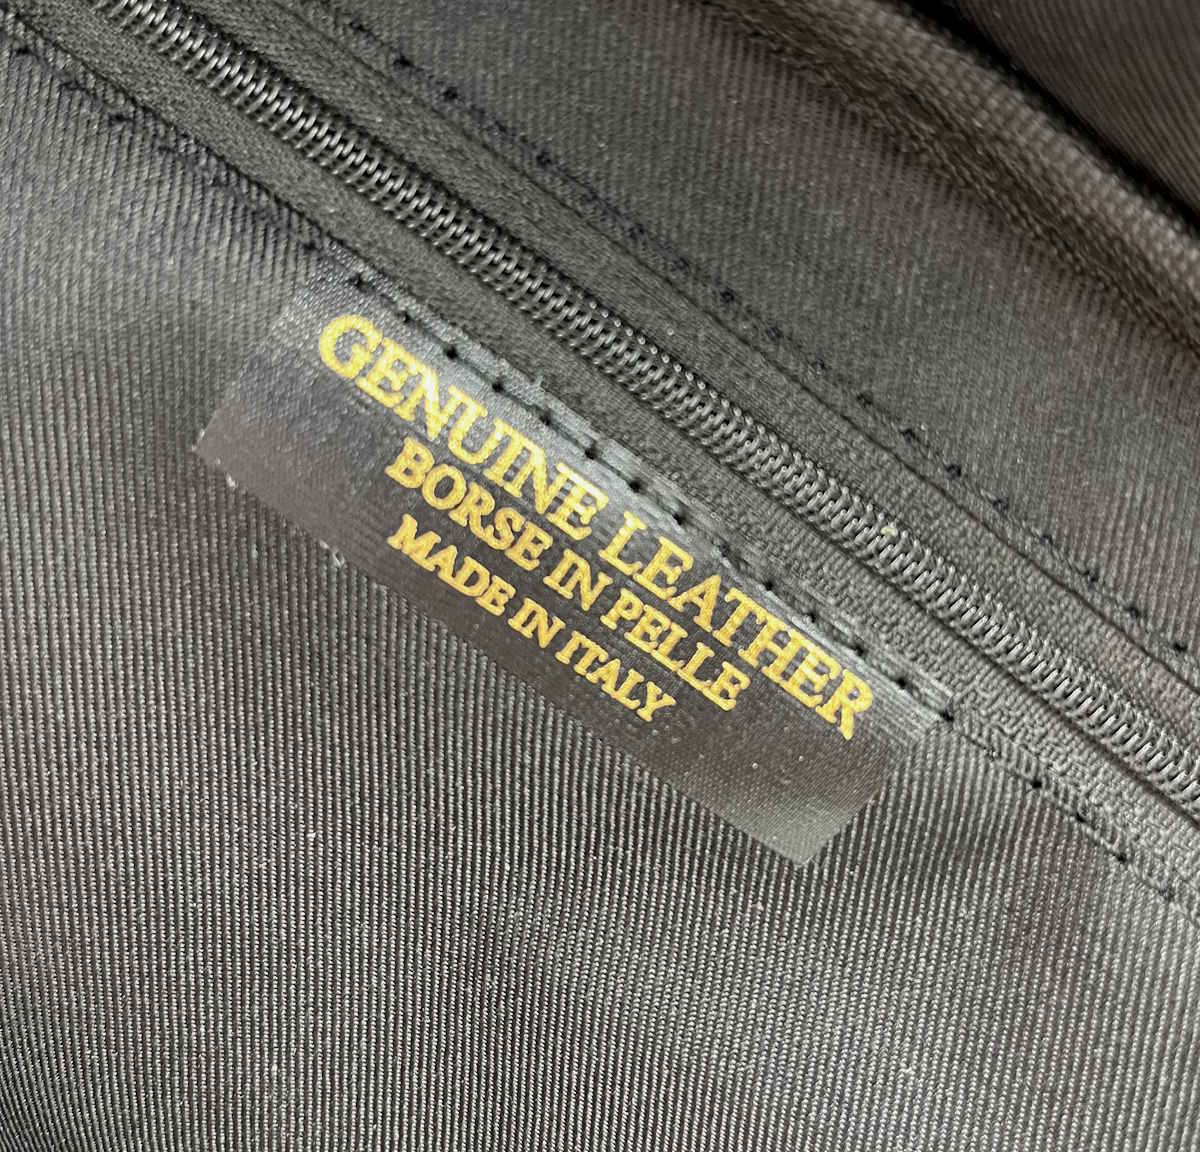 GENUINE LEATHER
BORSE IN PELLE
MADE IN ITALY